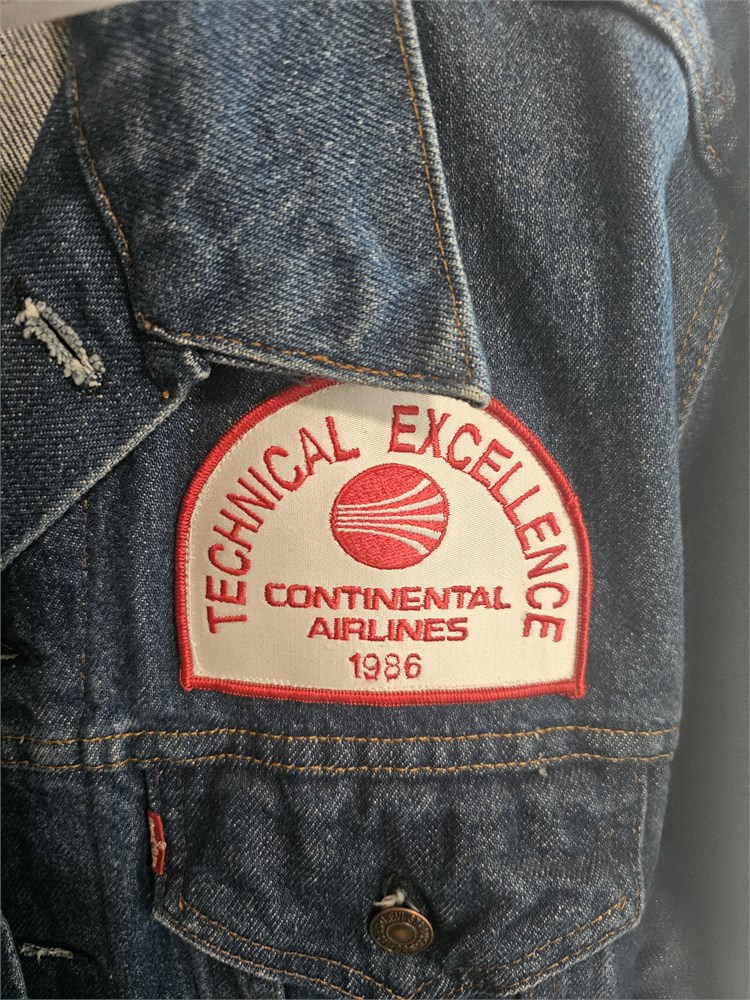 TECHNICAL EXCELLENCE
CONTINENTAL
AIRLINES
1986